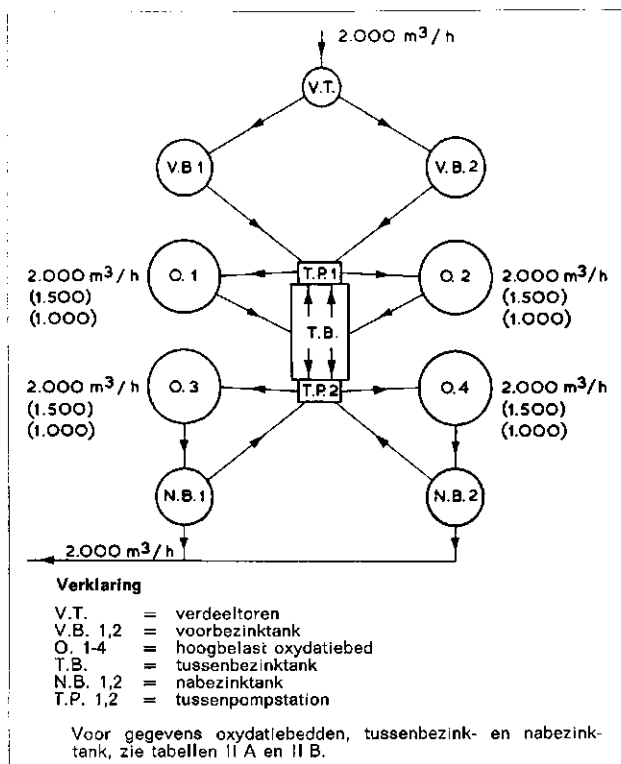 2.000 m³/h
V.T.
V.B 1
V.B.2
2.000 m³/h
(1.500)
(1.000)
O. 1
T.P.1
O. 2
2.000 m³/h
(1.500)
(1.000)
T.B.
2.000 m³/h
(1.500)
(1.000)
O.3
T.P.2
O.4
2.000 m³/h
(1.500)
(1.000)
N.B.1
N.B.2
2.000 m³/h
Verklaring
V.T. = verdeeltoren
V.B. 1,2 = voorbezinktank
O. 1-4 = hoogbelast oxydatiebed
T.B. = tussenbezinktank
N.B. 1,2 = nabezinktank
T.P. 1,2 = tussenpompstation
Voor gegevens oxydatiebedden, tussenbezink- en nabezink-
tank, zie tabellen II A en II B.